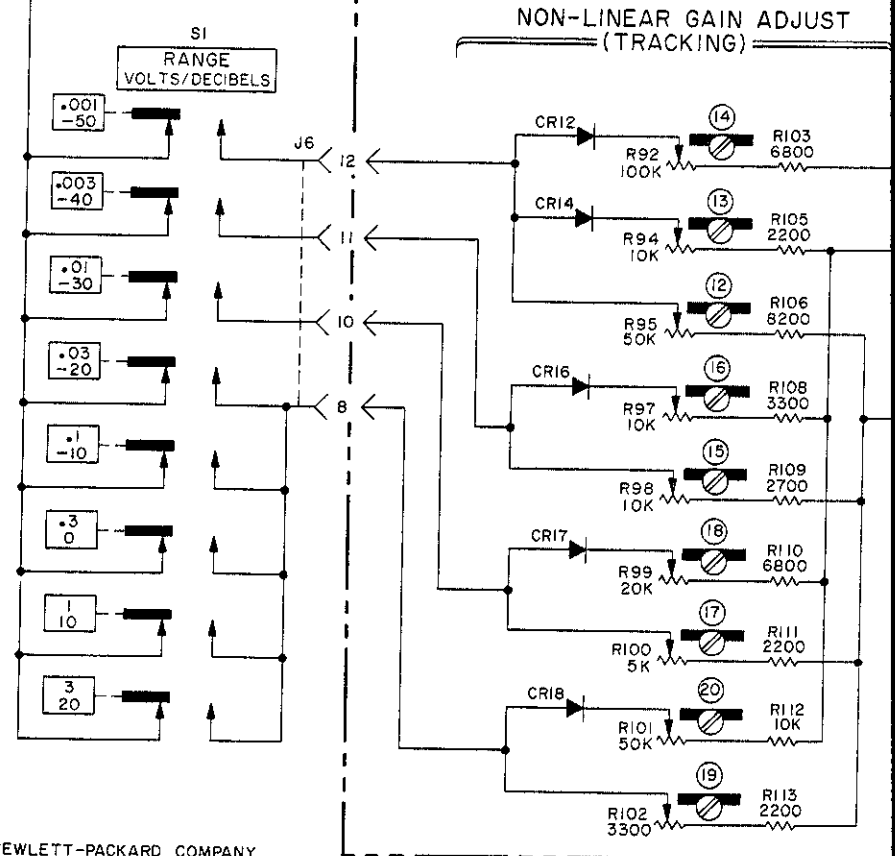 NON-LINEAR GAIN ADJUST
(TRACKING)
S1
RANGE
VOLTS/DECIBELS
.001
-50
.003
-40
.01
-30
.03
-20
.1
-10
.3
0
1
10
3
20
J6
12
11
10
8
CR12
R92
100K
14
R103
6800
CR14
R94
10K
13
R105
2200
R95
50K
12
R106
8200
CR16
R97
10K
16
R108
3300
R98
10K
15
R109
2700
CR17
R99
20K
18
R110
6800
R100
5K
17
R111
2200
CR18
R101
50K
20
R112
10K
R102
3300
19
R113
2200
EWLETT-PACKARD COMPANY